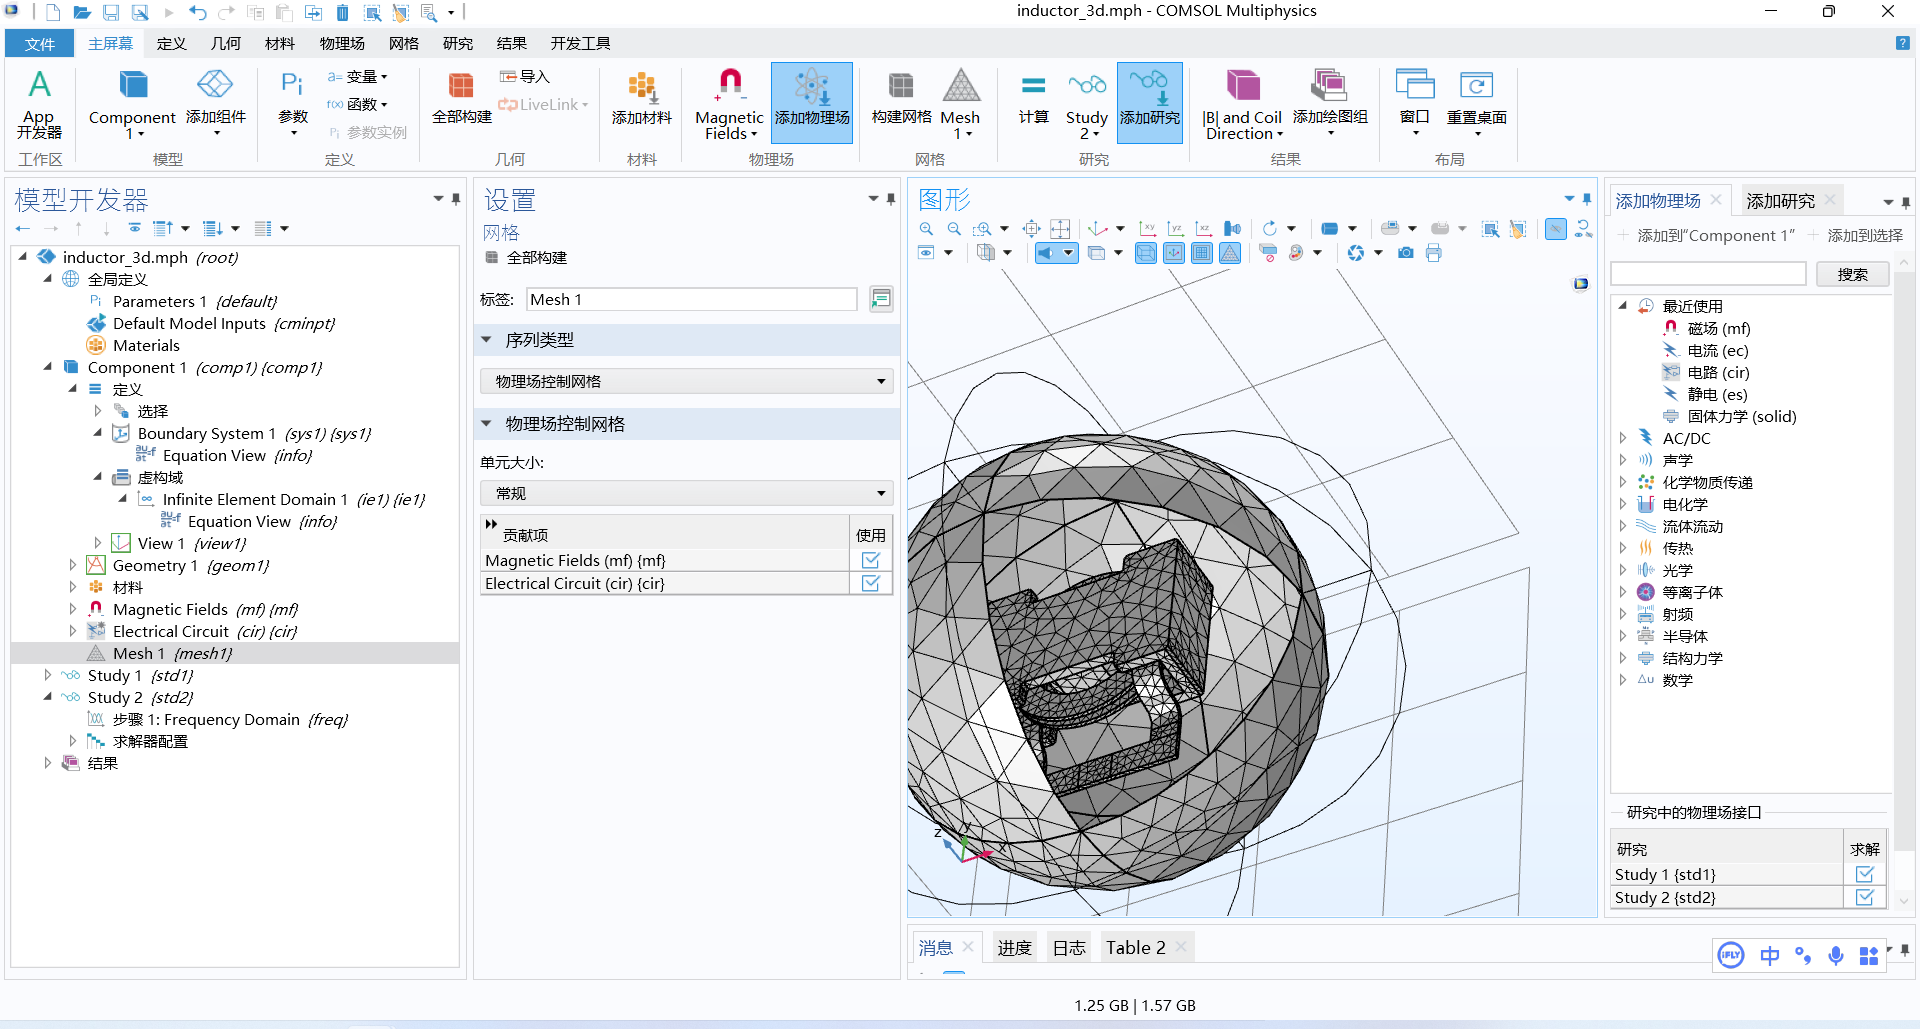 inductor_3d.mph - COMSOL Multiphysics
文件
主屏幕
定义
几何
材料
物理场
网格
研究
结果
开发工具
App
开发器
工作区
Component
1
添加组件
模型
Pi
参数
a= 变量
f(x) 函数
Pi 参数实例
定义
全部构建
导入
LiveLink
几何
添加材料
材料
Magnetic
Fields
添加物理场
物理场
构建网格
Mesh
1
网格
计算
Study
2
添加研究
研究
|B| and Coil
Direction
添加绘图组
结果
窗口
重置桌面
布局
模型开发器
inductor_3d.mph (root)
全局定义
Pi Parameters 1 {default}
Default Model Inputs {cminpt}
Materials
Component 1 (comp1) {comp1}
定义
选择
Boundary System 1 (sys1) {sys1}
Equation View {info}
虚构域
Infinite Element Domain 1 (ie1) {ie1}
Equation View {info}
View 1 {view1}
Geometry 1 {geom1}
材料
Magnetic Fields (mf) {mf}
Electrical Circuit (cir) {cir}
Mesh 1 {mesh1}
Study 1 {std1}
Study 2 {std2}
步骤 1: Frequency Domain {freq}
求解器配置
结果
设置
网格
全部构建
标签:
Mesh 1
序列类型
物理场控制网格
物理场控制网格
单元大小:
常规
贡献项
使用
Magnetic Fields (mf) {mf}
Electrical Circuit (cir) {cir}
图形
xy
yz
xz
z
y
x
消息
进度
日志
Table 2
添加物理场
添加研究
添加到“Component 1”
添加到选择
搜索
最近使用
磁场 (mf)
电流 (ec)
电路 (cir)
静电 (es)
固体力学 (solid)
AC/DC
声学
化学物质传递
电化学
流体流动
传热
光学
等离子体
射频
半导体
结构力学
Δu 数学
研究中的物理场接口
研究
求解
Study 1 {std1}
Study 2 {std2}
iFLY
中
1.25 GB | 1.57 GB